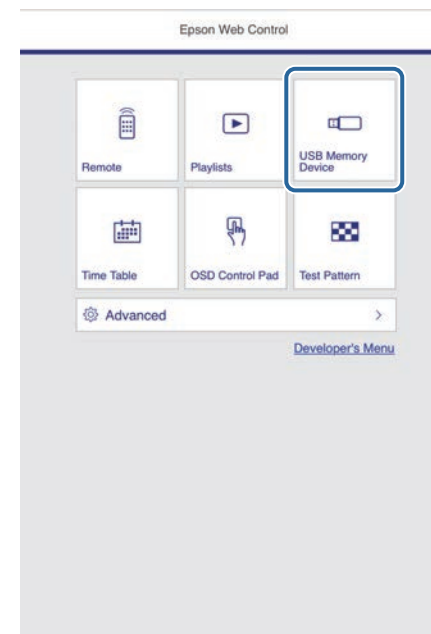 Epson Web Control
Remote
Playlists
USB Memory
Device
Time Table
OSD Control Pad
Test Pattern
Advanced
Developer's Menu